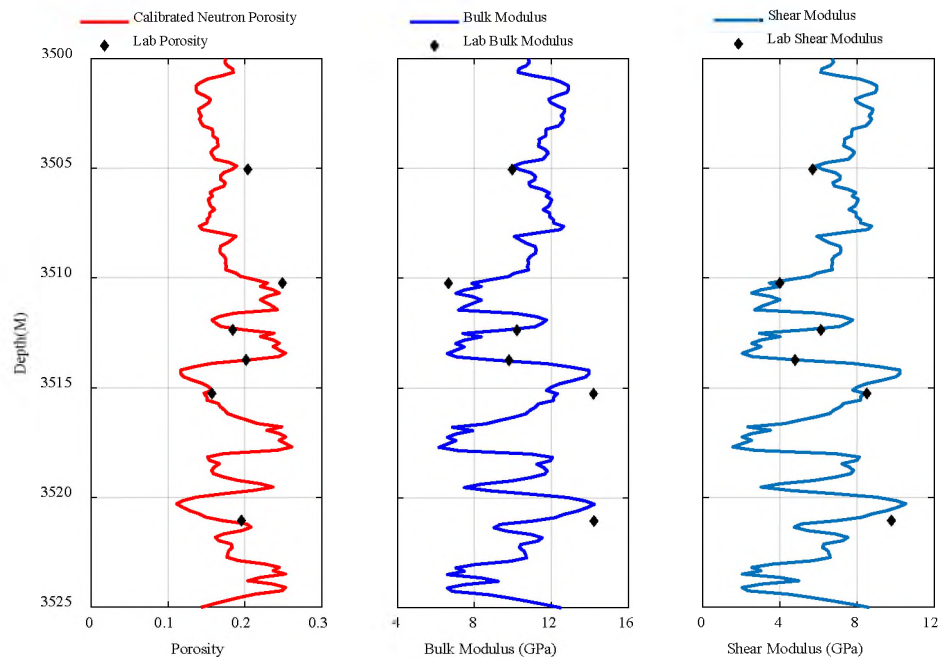 Calibrated Neutron Porosity
Lab Porosity
Bulk Modulus
Lab Bulk Modulus
Shear Modulus
Lab Shear Modulus
Depth(M)
3500
3505
3510
3515
3520
3525
0 0.1 0.2 0.3
Porosity
4 8 12 16
Bulk Modulus (GPa)
0 4 8 12
Shear Modulus (GPa)